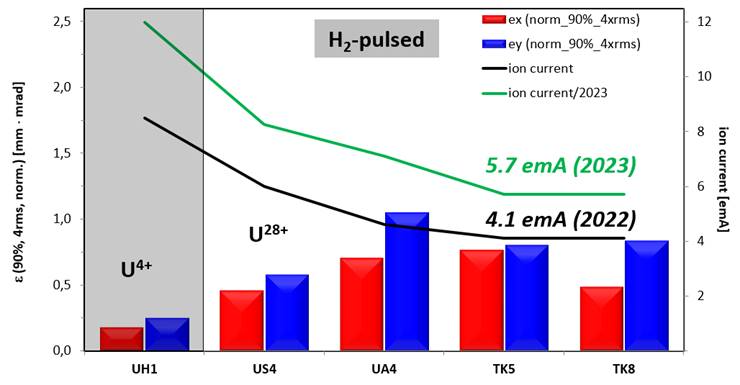 2,5
2,0
1,5
1,0
0,5
0,0
ε (90%, 4rms, norm.) [mm · mrad]
H₂-pulsed
ex (norm_90%_4xrms)
ey (norm_90%_4xrms)
ion current
ion current/2023
12
10
8
6
4
2
ion current [emA]
5.7 emA (2023)
4.1 emA (2022)
U⁴⁺
U²⁸⁺
UH1 US4 UA4 TK5 TK8